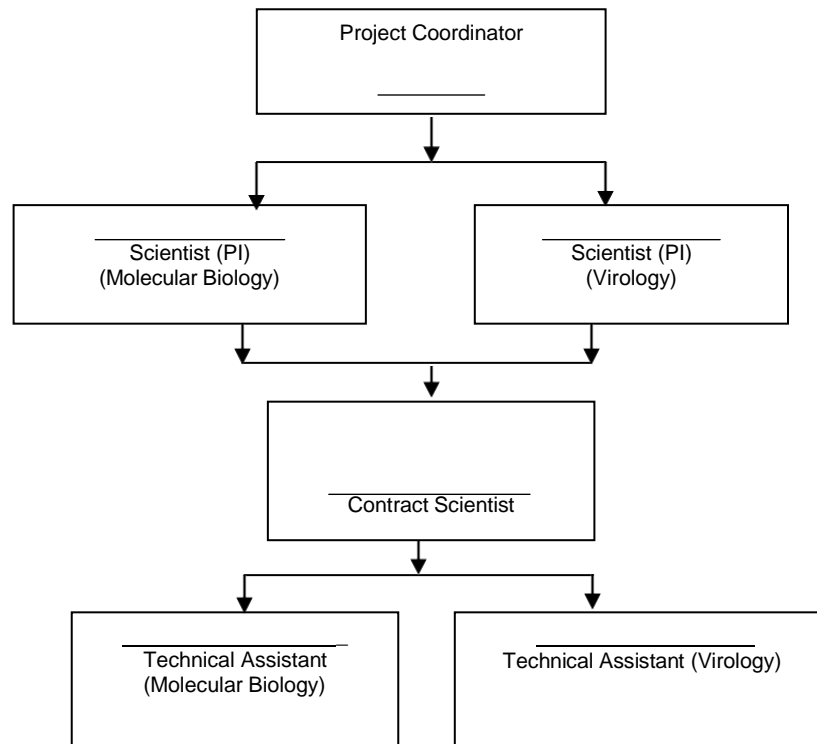 Project Coordinator
Scientist (PI)
(Molecular Biology)
Scientist (PI)
(Virology)
Contract Scientist
Technical Assistant
(Molecular Biology)
Technical Assistant (Virology)